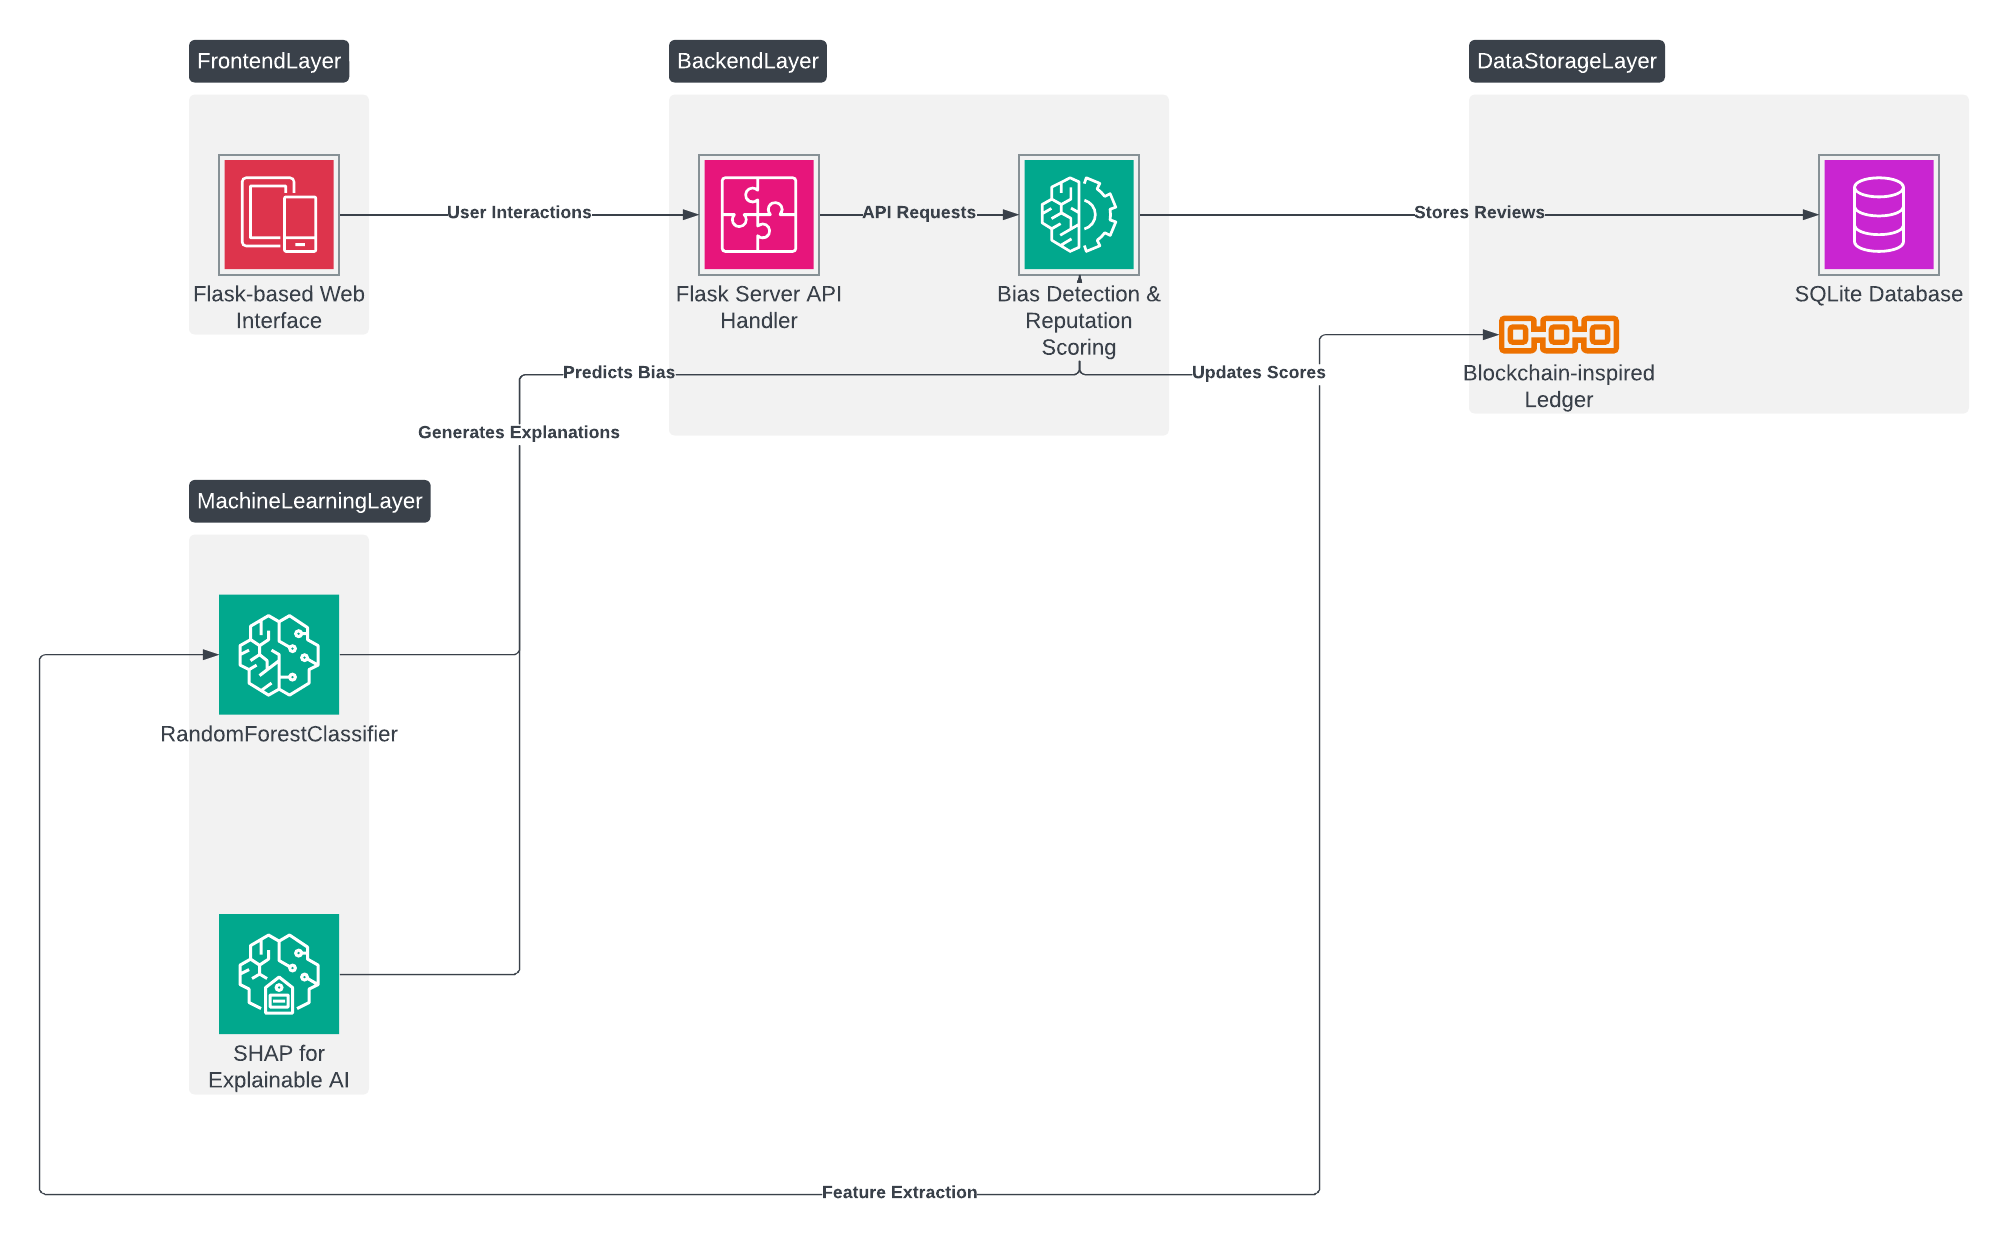 FrontendLayer
BackendLayer
DataStorageLayer
User Interactions
API Requests
Stores Reviews
Flask-based Web
Interface
Flask Server API
Handler
Bias Detection &
Reputation
Scoring
SQLite Database
Blockchain-inspired
Ledger
Predicts Bias
Updates Scores
Generates Explanations
MachineLearningLayer
RandomForestClassifier
SHAP for
Explainable AI
Feature Extraction